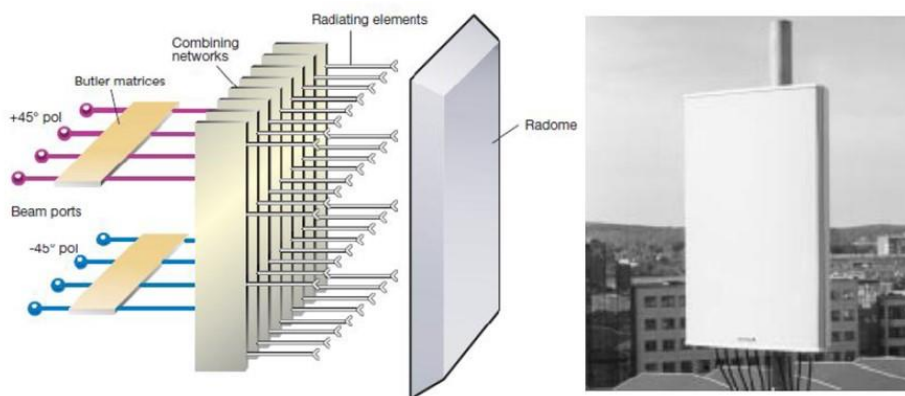 Radiating elements
Combining
networks
Butler matrices
+45° pol
Radome
Beam ports
-45° pol